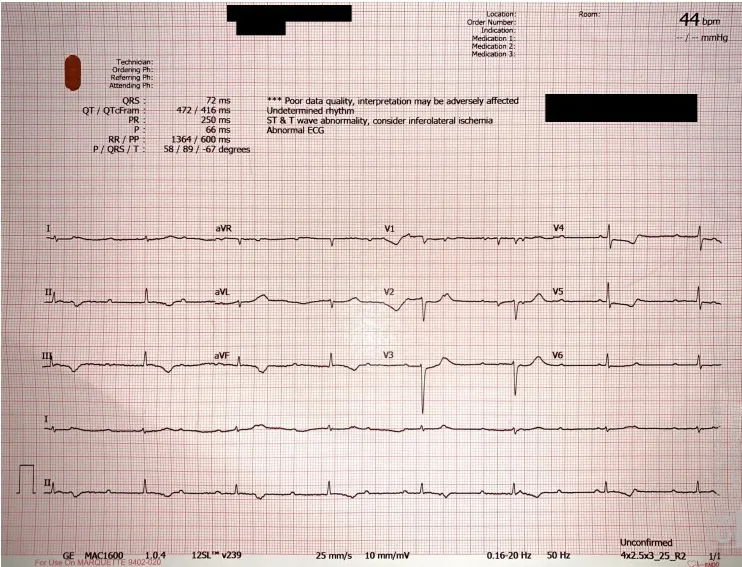 Location:
Room:
44 bpm
Order Number:
Indication:
-- / -- mmHg
Medication 1:
Medication 2:
Medication 3:
Technician:
Ordering Ph:
Referring Ph:
Attending Ph:
QRS : 72 ms
QT / QTcFram : 472 / 416 ms
PR : 250 ms
P : 66 ms
RR / PP : 1364 / 600 ms
P / QRS / T : 58 / 89 / -67 degrees
*** Poor data quality, interpretation may be adversely affected
Undetermined rhythm
ST & T wave abnormality, consider inferolateral ischemia
Abnormal ECG
I aVR V1 V4
II aVL V2 V5
III aVF V3 V6
I
II
Unconfirmed
GE MAC1600 1.0.4 12SL™ v239 25 mm/s 10 mm/mV 0.16-20 Hz 50 Hz 4x2.5x3_25_R2 1/1
For Use On MARQUETTE 9402-020